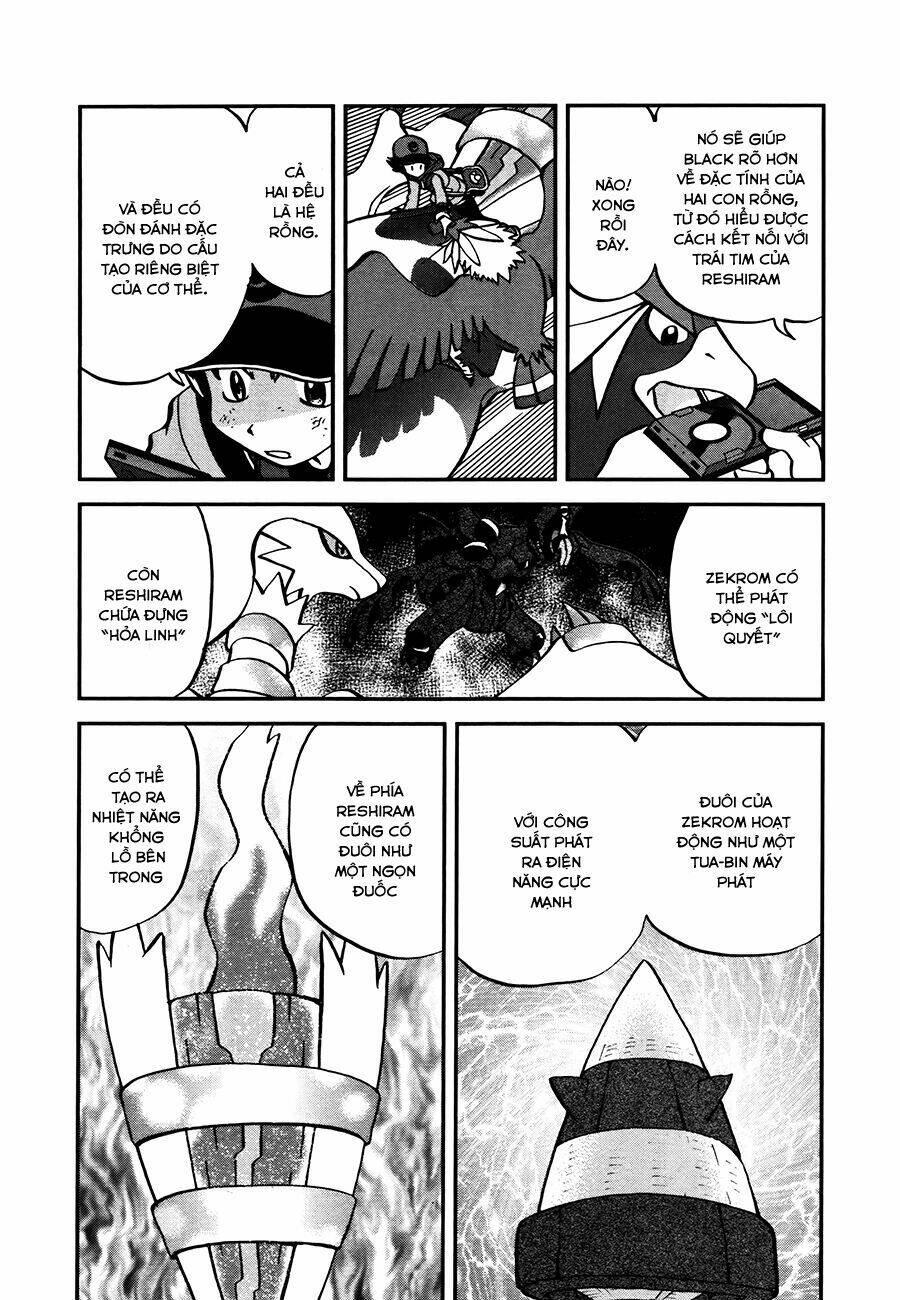 NÓ SẼ GIÚP
BLACK RÕ HƠN
VỀ ĐẶC TÍNH CỦA
HAI CON RỒNG,
TỪ ĐÓ HIỂU ĐƯỢC
CÁCH KẾT NỐI VỚI
TRÁI TIM CỦA
RESHIRAM
NÀO!
XONG
RỒI
ĐÂY.
CẢ
HAI ĐỀU
LÀ HỆ
RỒNG.
VÀ ĐỀU CÓ
ĐÒN ĐÁNH ĐẶC
TRƯNG DO CẤU
TẠO RIÊNG BIỆT
CỦA CƠ THỂ.
ZEKROM CÓ
THỂ PHÁT
ĐỘNG "LÔI
QUYẾT"
CÒN
RESHIRAM
CHỨA ĐỰNG
"HỎA LINH"
ĐUÔI CỦA
ZEKROM HOẠT
ĐỘNG NHƯ MỘT
TUA-BIN MÁY
PHÁT
VỚI CÔNG
SUẤT PHÁT
RA ĐIỆN
NĂNG CỰC
MẠNH
VỀ PHÍA
RESHIRAM
CŨNG CÓ
ĐUÔI NHƯ
MỘT NGỌN
ĐUỐC
CÓ THỂ
TẠO RA
NHIỆT NĂNG
KHỔNG
LỒ BÊN
TRONG